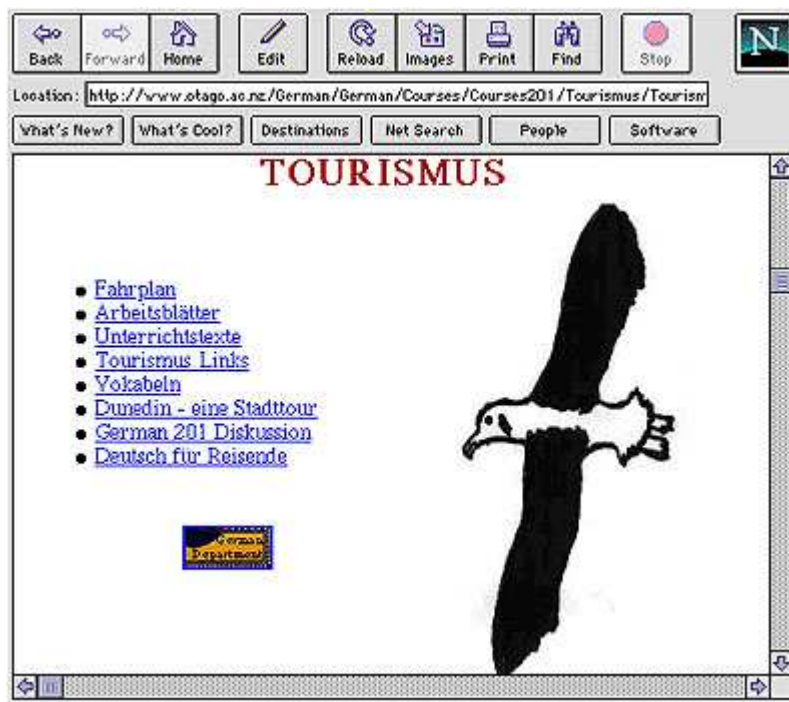 Back Forward Home Edit Reload Images Print Find Stop N
Location: http://www.otago.ac.nz/German/German/Courses/Courses201/Tourismus/Tourism
What's New? What's Cool? Destinations Net Search People Software
TOURISMUS
Fahrplan
Arbeitsblätter
Unterrichtstexte
Tourismus Links
Vokabeln
Dunedin - eine Stadttour
German 201 Diskussion
Deutsch für Reisende
German
Department